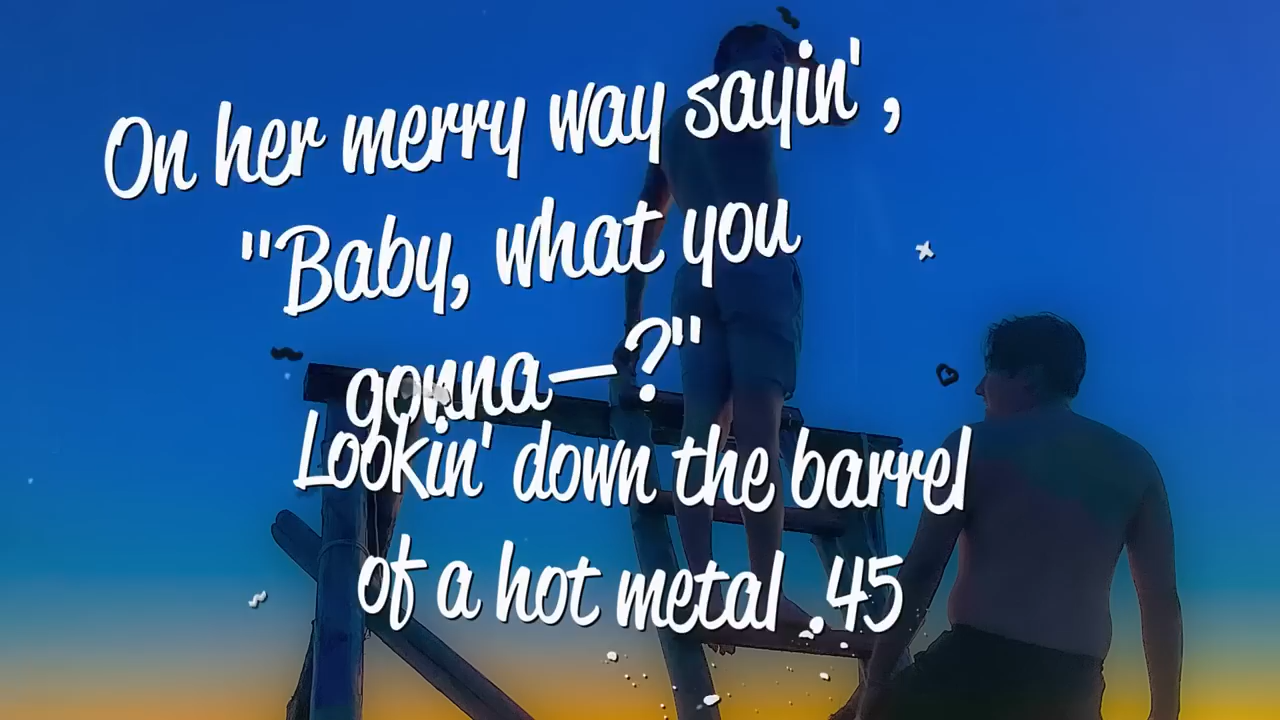 On her merry way sayin',
"Baby, what you
gonna—?"
Lookin' down the barrel
of a hot metal .45